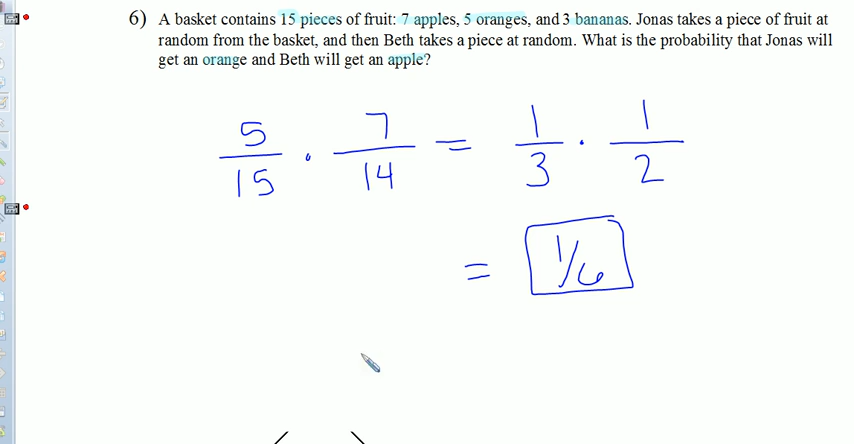 6) A basket contains 15 pieces of fruit: 7 apples, 5 oranges, and 3 bananas. Jonas takes a piece of fruit at
random from the basket, and then Beth takes a piece at random. What is the probability that Jonas will
get an orange and Beth will get an apple?
5/15 · 7/14 = 1/3 · 1/2
= 1/6